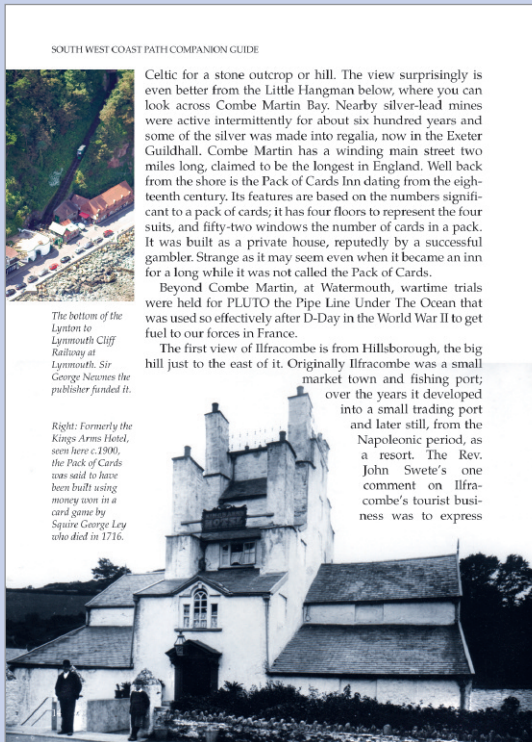 SOUTH WEST COAST PATH COMPANION GUIDE
Celtic for a stone outcrop or hill. The view surprisingly is
even better from the Little Hangman below, where you can
look across Combe Martin Bay. Nearby silver-lead mines
were active intermittently for about six hundred years and
some of the silver was made into regalia, now in the Exeter
Guildhall. Combe Martin has a winding main street two
miles long, claimed to be the longest in England. Well back
from the shore is the Pack of Cards Inn dating from the eigh-
teenth century. Its features are based on the numbers signifi-
cant to a pack of cards; it has four floors to represent the four
suits, and fifty-two windows the number of cards in a pack.
It was built as a private house, reputedly by a successful
gambler. Strange as it may seem even when it became an inn
for a long while it was not called the Pack of Cards.
Beyond Combe Martin, at Watermouth, wartime trials
were held for PLUTO the Pipe Line Under The Ocean that
was used so effectively after D-Day in the World War II to get
fuel to our forces in France.
The first view of Ilfracombe is from Hillsborough, the big
hill just to the east of it. Originally Ilfracombe was a small
market town and fishing port;
over the years it developed
into a small trading port
and later still, from the
Napoleonic period, as
a resort. The Rev.
John Swete's one
comment on Ilfra-
combe's tourist busi-
ness was to express
The bottom of the
Lynton to
Lynmouth Cliff
Railway at
Lynmouth. Sir
George Newnes the
publisher funded it.
Right: Formerly the
Kings Arms Hotel,
seen here c.1900,
the Pack of Cards
was said to have
been built using
money won in a
card game by
Squire George Ley
who died in 1716.
HOTEL